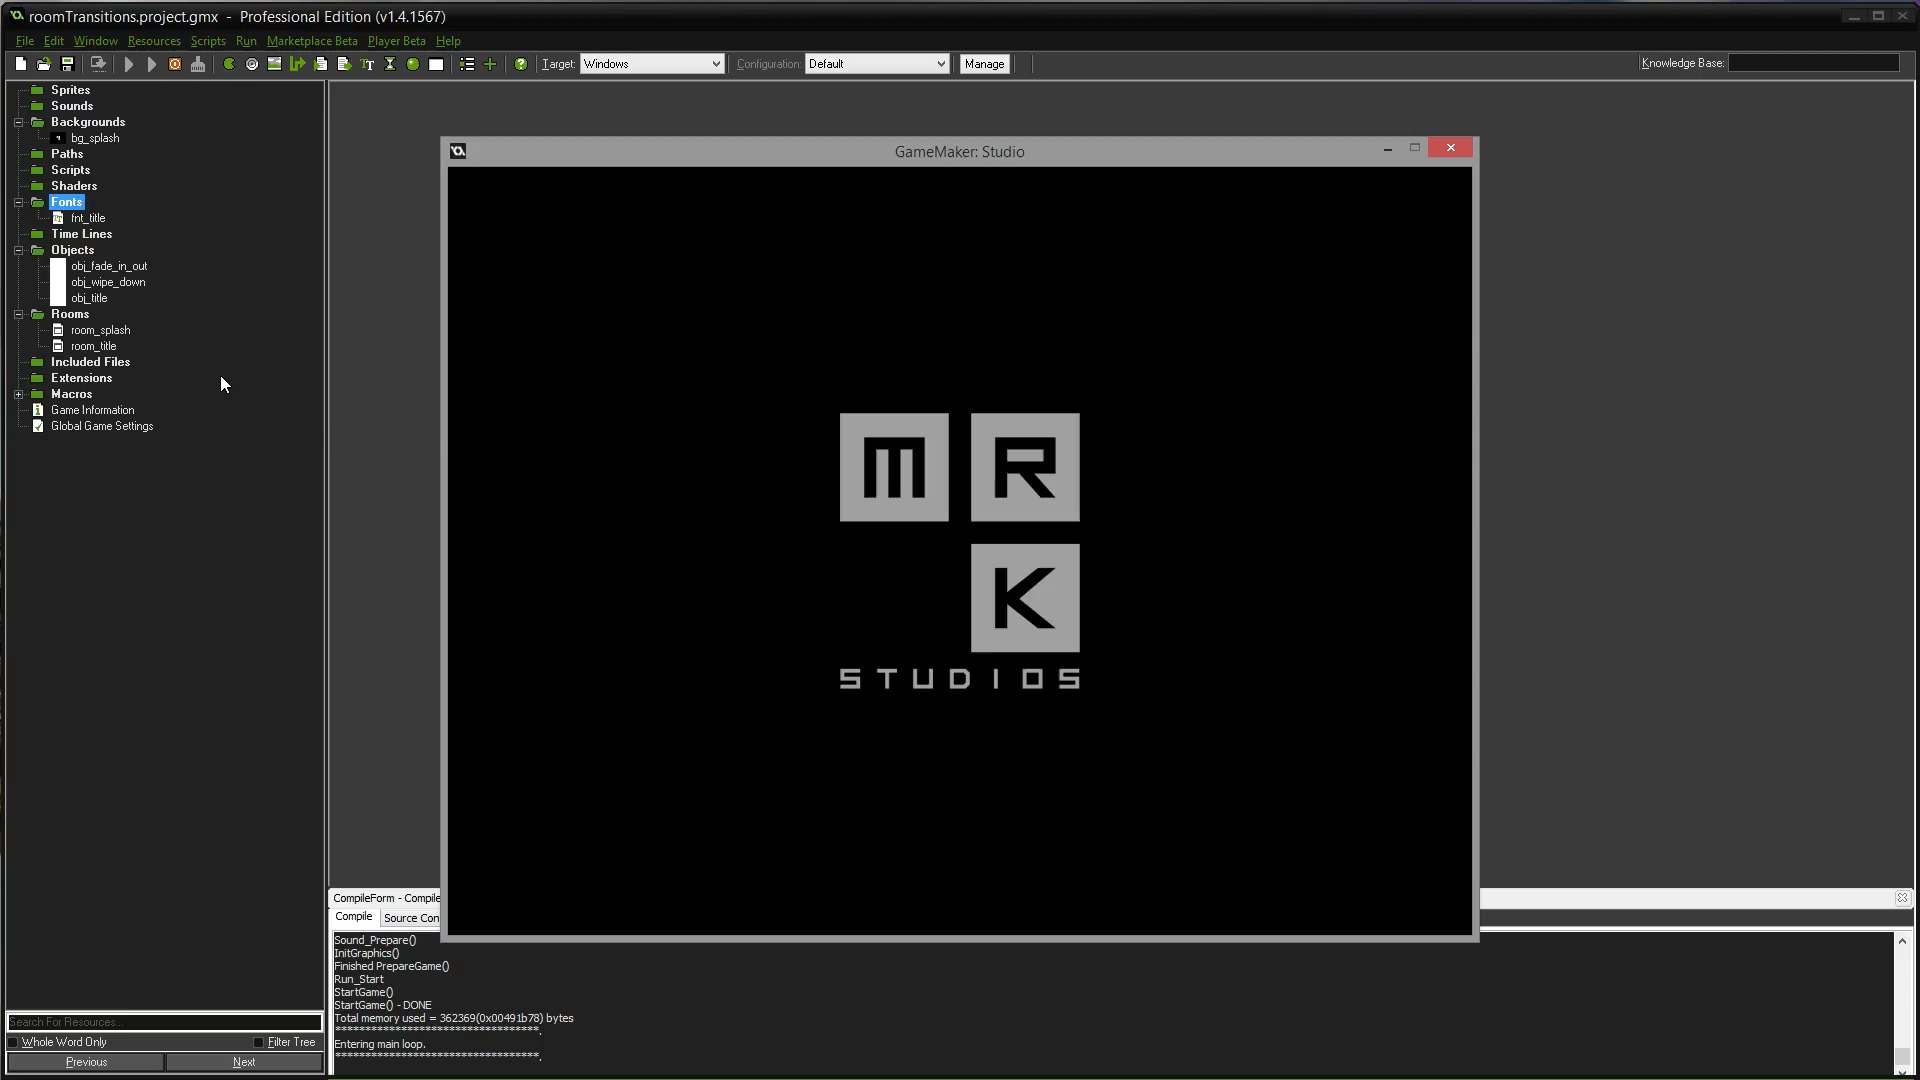 roomTransitions.project.gmx - Professional Edition (v1.4.1567)
File Edit Window Resources Scripts Run Marketplace Beta Player Beta Help
Target: Windows Configuration: Default Manage Knowledge Base:
Sprites
Sounds
Backgrounds
bg_splash
Paths
Scripts
Shaders
Fonts
fnt_title
Time Lines
Objects
obj_fade_in_out
obj_wipe_down
obj_title
Rooms
room_splash
room_title
Included Files
Extensions
Macros
Game Information
Global Game Settings
Search For Resources...
Whole Word Only Filter Tree
Previous Next
GameMaker: Studio
M R
K
STUDIOS
CompileForm - Compile
Compile Source Con
Sound_Prepare()
InitGraphics()
Finished PrepareGame()
Run_Start
StartGame()
StartGame() - DONE
Total memory used = 362369(0x00491b78) bytes
**********************************.
Entering main loop.
**********************************.